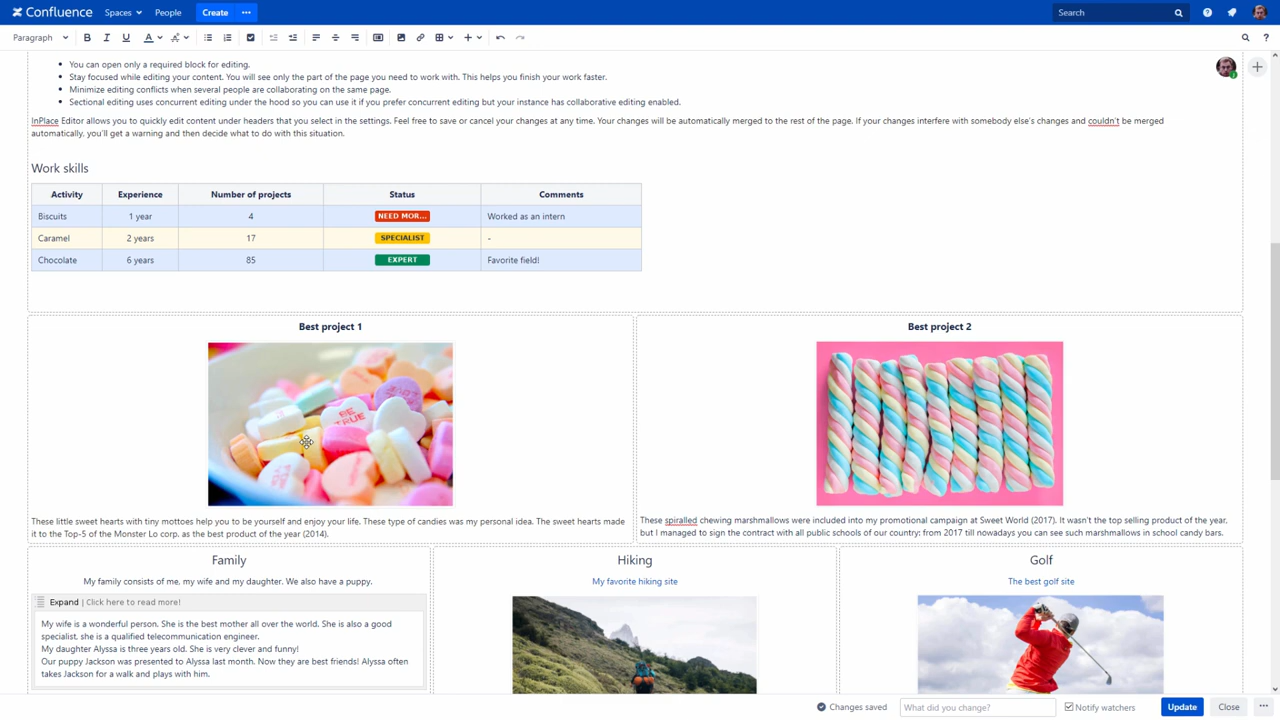 Confluence Spaces People Create ••• Search
Paragraph B I U A
You can open only a required block for editing.
Stay focused while editing your content. You will see only the part of the page you need to work with. This helps you finish your work faster.
Minimize editing conflicts when several people are collaborating on the same page.
Sectional editing uses concurrent editing under the hood so you can use it if you prefer concurrent editing but your instance has collaborative editing enabled.
InPlace Editor allows you to quickly edit content under headers that you select in the settings. Feel free to save or cancel your changes at any time. Your changes will be automatically merged to the rest of the page. If your changes interfere with somebody else's changes and couldn't be merged
automatically, you'll get a warning and then decide what to do with this situation.
Work skills
Activity Experience Number of projects Status Comments
Biscuits 1 year 4 NEED MOR... Worked as an intern
Caramel 2 years 17 SPECIALIST -
Chocolate 6 years 85 EXPERT Favorite field!
Best project 1
BE TRUE
These little sweet hearts with tiny mottoes help you to be yourself and enjoy your life. These type of candies was my personal idea. The sweet hearts made
it to the Top-5 of the Monster Lo corp. as the best product of the year (2014).
Best project 2
These spiralled chewing marshmallows were included into my promotional campaign at Sweet World (2017). It wasn't the top selling product of the year,
but I managed to sign the contract with all public schools of our country: from 2017 till nowadays you can see such marshmallows in school candy bars.
Family
My family consists of me, my wife and my daughter. We also have a puppy.
Expand | Click here to read more!
My wife is a wonderful person. She is the best mother all over the world. She is also a good
specialist, she is a qualified telecommunication engineer.
My daughter Alyssa is three years old. She is very clever and funny!
Our puppy Jackson was presented to Alyssa last month. Now they are best friends! Alyssa often
takes Jackson for a walk and plays with him.
Hiking
My favorite hiking site
Golf
The best golf site
Changes saved What did you change? Notify watchers Update Close •••